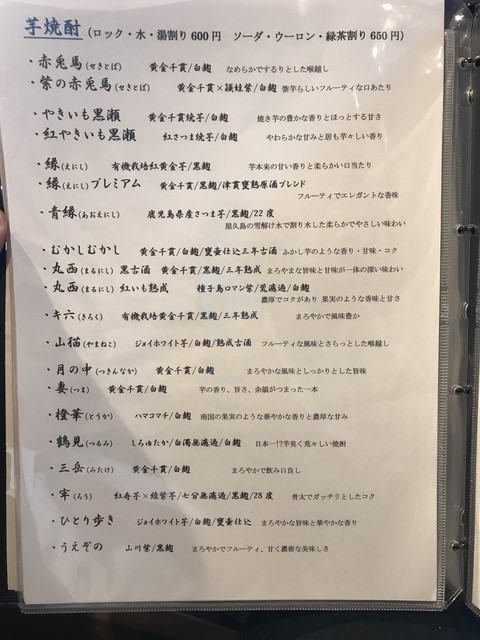 芋焼酎（ロック・水・湯割り600円　ソーダ・ウーロン・緑茶割り650円）
・赤兎馬(せきとば)　黄金千貫/白麹　なめらかでするりとした喉越し
・紫の赤兎馬(せきとば)　黄金千貫×頴娃紫/白麹　紫芋らしいフルーティーな口あたり
・やきいも黒瀬　黄金千貫焼芋/白麹　焼き芋の豊かな香りとほっとする甘さ
・紅やきいも黒瀬　紅さつま焼芋/白麹　やわらかな甘みと居も芋々しい香り
・縁(えにし)　有機栽培紅黄金芋/黒麹　芋本来の甘い香りと柔らかい口当たり
・縁(えにし)プレミアム　黄金千貫/黒麹/津貫甕熟原酒ブレンド
フルーティでエレガントな香味
・青縁(あおえにし)　鹿児島県産さつま芋/黒麹/22度
屋久島の雪解け水で割り水した柔らかでやさしい味わい
・むかしむかし　黄金千貫/白麹/甕壷仕込三年古酒　ふかし芋のような香り・甘味・コク
・丸西(まるにし)黒古酒　黄金千貫/黒麹/三年熟成　まろやまな旨味と甘味が一体の深い味わい
・丸西(まるにし)紅いも熟成　種子島ロマン紫/荒濾過/白麹
濃厚でコクがあり 果実のような香味と甘さ
・キ六(きろく)　有機栽培黄金千貫/黒麹/三年熟成　まろやかで風味豊か
・山猫(やまねこ)　ジョイホワイト芋/白麹/熟成古酒　フルーティな風味とさらっとした喉越し
・月の中(つきんなか)　黄金千貫/白麹　まろやかな風味としっかりとした旨味
・妻(つま)　黄金千貫/白麹　芋の香り、旨さ、余韻がつまった一本
・橙華(とうか)　ハマコマチ/白麹　南国の果実のような華やかな香りと濃厚な甘み
・鶴見(つるみ)　しろゆたか/白濁無濾過/白麹　日本一!?芋臭く荒々しい焼酎
・三岳(みたけ)　黄金千貫/白麹　まろやかで飲み口良し
・牢(ろう)　紅寿子×綾紫芋/七分無濾過/黒麹/28度　骨太でガッチリとしたコク
・ひとり歩き　ジョイホワイト芋/白麹/甕壷仕込　まろやかな旨味と華やかな香り
・うえぞの　山川紫/黒麹　まろやかでフルーティ、甘く濃密な美味しさ